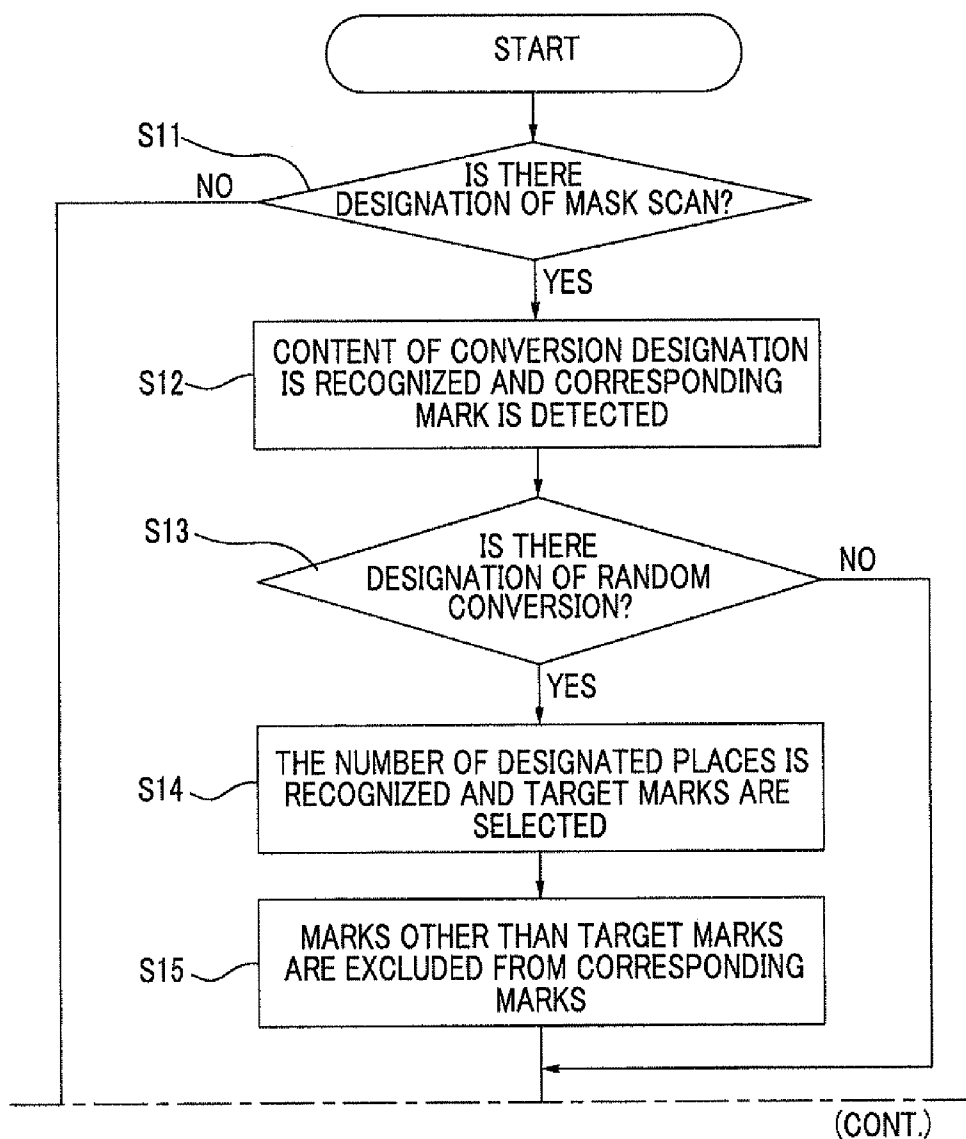 START
S11
IS THERE
DESIGNATION OF MASK SCAN?
NO
YES
S12
CONTENT OF CONVERSION DESIGNATION
IS RECOGNIZED AND CORRESPONDING
MARK IS DETECTED
S13
IS THERE
DESIGNATION OF RANDOM
CONVERSION?
NO
YES
S14
THE NUMBER OF DESIGNATED PLACES IS
RECOGNIZED AND TARGET MARKS ARE
SELECTED
S15
MARKS OTHER THAN TARGET MARKS
ARE EXCLUDED FROM CORRESPONDING
MARKS
(CONT.)